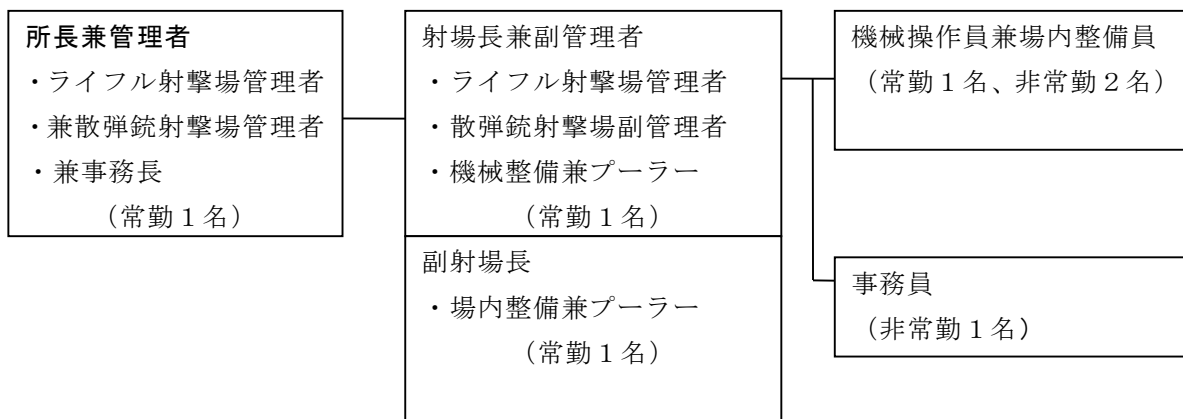 所長兼管理者
・ライフル射撃場管理者
・兼散弾銃射撃場管理者
・兼事務長
（常勤１名）
射場長兼副管理者
・ライフル射撃場管理者
・散弾銃射撃場副管理者
・機械整備兼プーラー
（常勤１名）
副射場長
・場内整備兼プーラー
（常勤１名）
機械操作員兼場内整備員
（常勤１名、非常勤２名）
事務員
（非常勤１名）